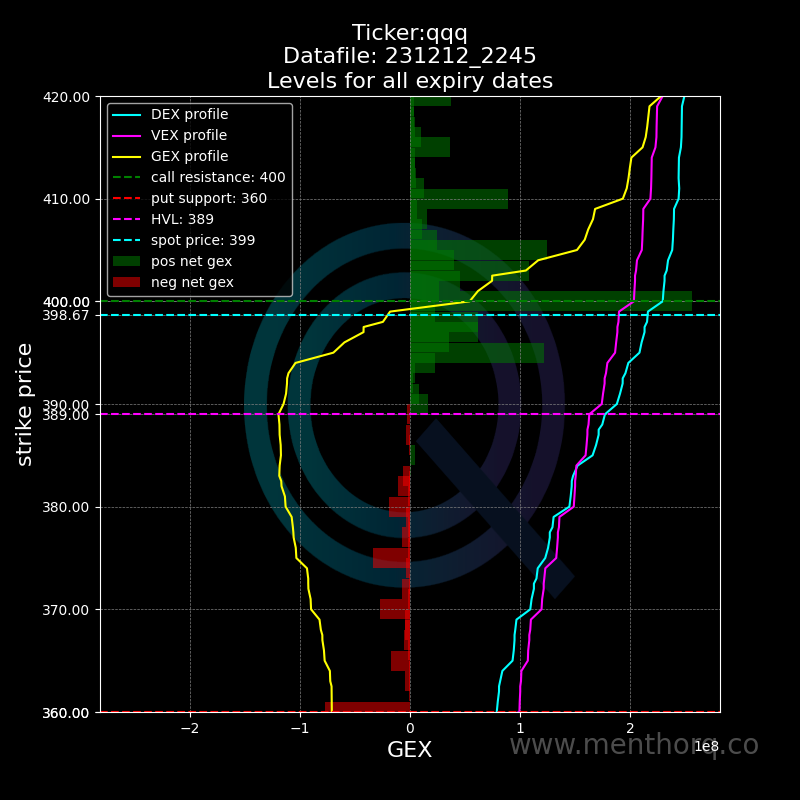 Ticker:qqq
Datafile: 231212_2245
Levels for all expiry dates
DEX profile
VEX profile
GEX profile
call resistance: 400
put support: 360
HVL: 389
spot price: 399
pos net gex
neg net gex
420.00
410.00
400.00
398.67
390.00
389.00
380.00
370.00
360.00
strike price
−2 −1 0 1 2
1e8
GEX
www.menthorq.co